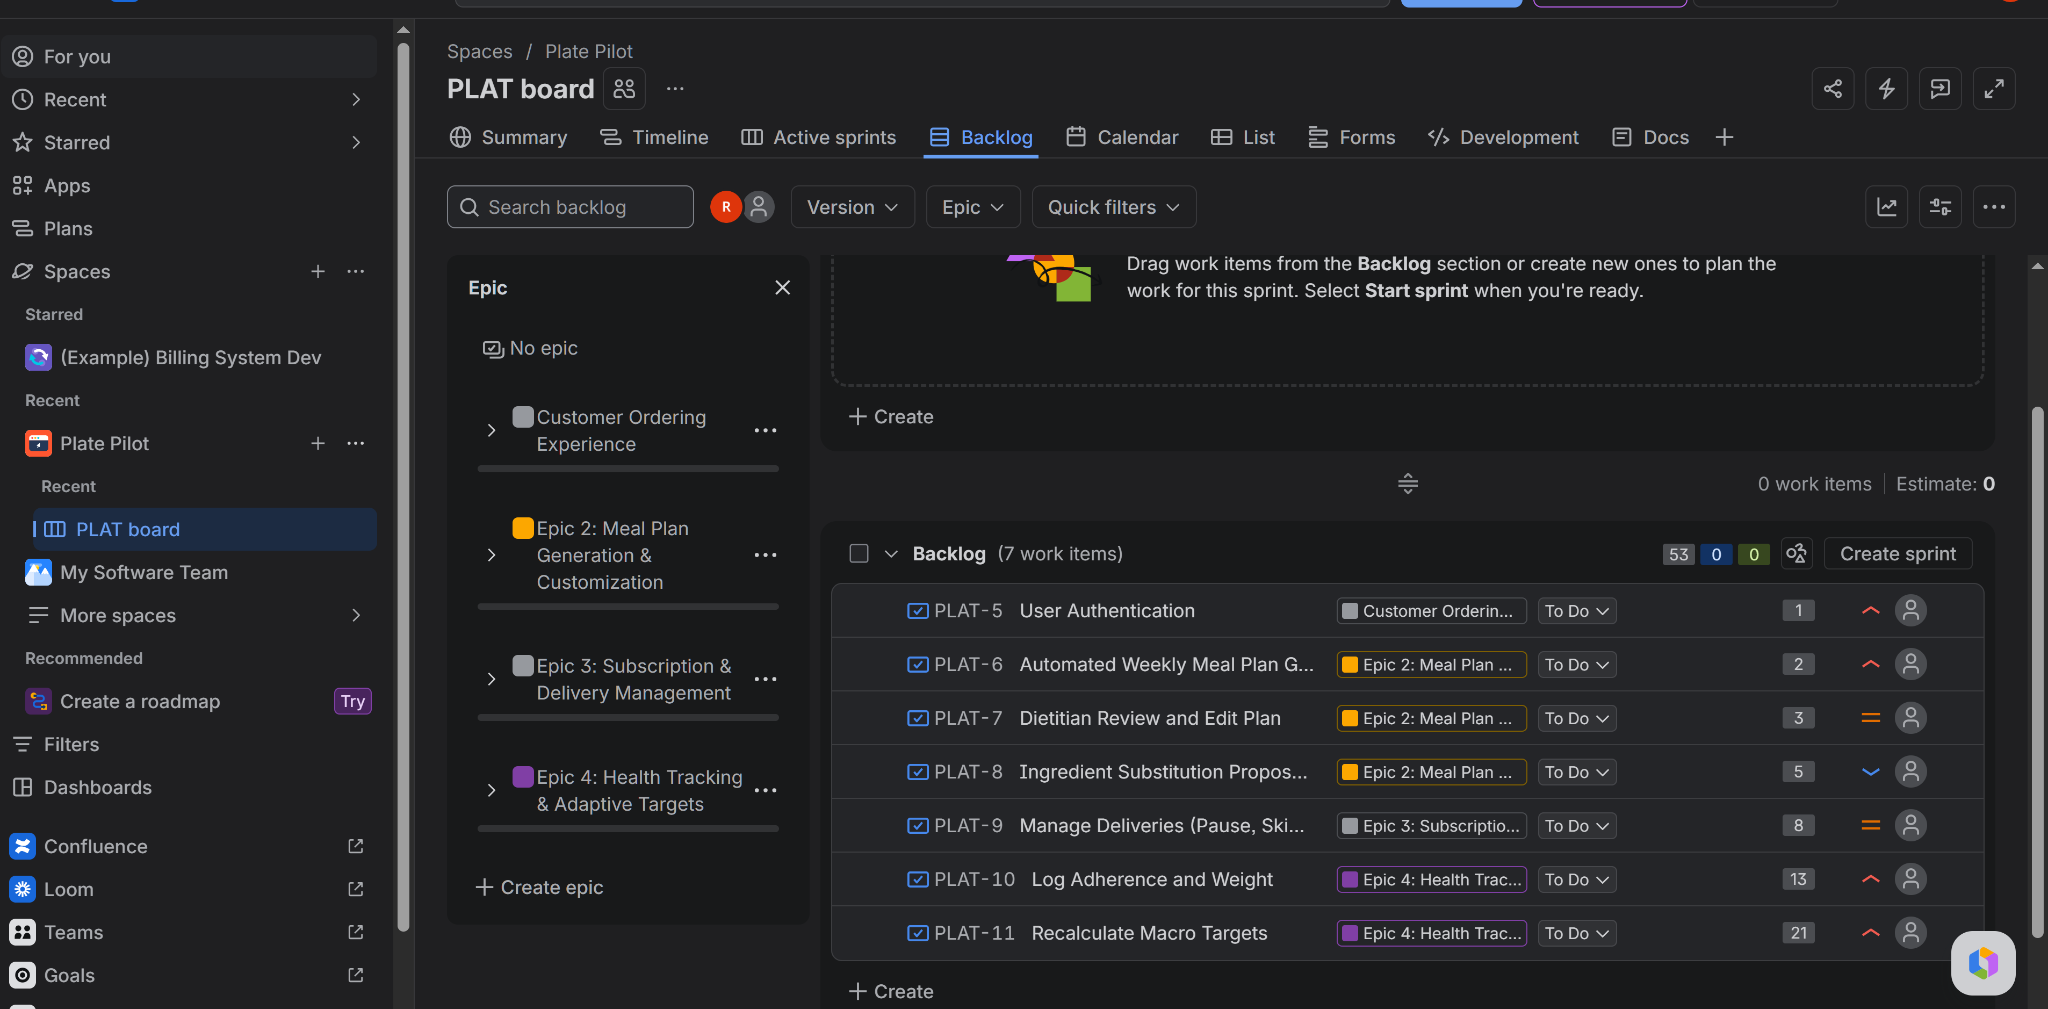 For you
Recent
Starred
Apps
Plans
Spaces
Starred
(Example) Billing System Dev
Recent
Plate Pilot
Recent
PLAT board
My Software Team
More spaces
Recommended
Create a roadmap Try
Filters
Dashboards
Confluence
Loom
Teams
Goals
Spaces / Plate Pilot
PLAT board
Summary Timeline Active sprints Backlog Calendar List Forms Development Docs
Search backlog R Version Epic Quick filters
Epic
No epic
Customer Ordering
Experience
Epic 2: Meal Plan
Generation &
Customization
Epic 3: Subscription &
Delivery Management
Epic 4: Health Tracking
& Adaptive Targets
Create epic
Drag work items from the Backlog section or create new ones to plan the
work for this sprint. Select Start sprint when you're ready.
Create
0 work items Estimate: 0
Backlog (7 work items) 53 0 0 Create sprint
PLAT-5 User Authentication Customer Orderin... To Do 1
PLAT-6 Automated Weekly Meal Plan G... Epic 2: Meal Plan ... To Do 2
PLAT-7 Dietitian Review and Edit Plan Epic 2: Meal Plan ... To Do 3
PLAT-8 Ingredient Substitution Propos... Epic 2: Meal Plan ... To Do 5
PLAT-9 Manage Deliveries (Pause, Ski... Epic 3: Subscriptio... To Do 8
PLAT-10 Log Adherence and Weight Epic 4: Health Trac... To Do 13
PLAT-11 Recalculate Macro Targets Epic 4: Health Trac... To Do 21
Create